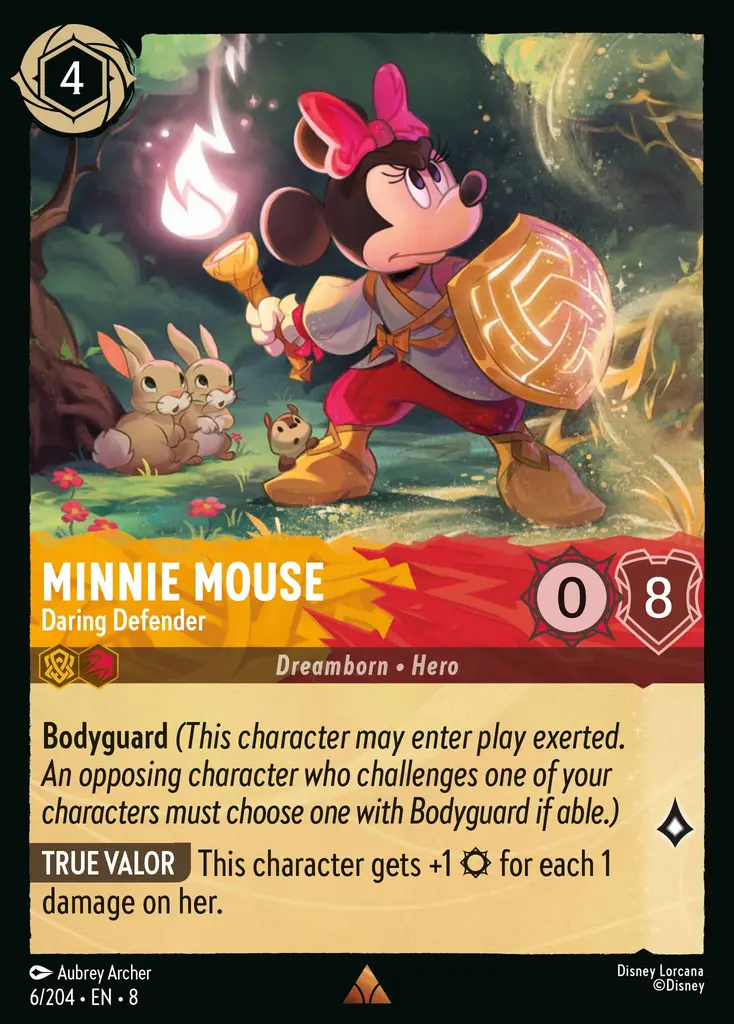 4
MINNIE MOUSE
Daring Defender
0
8
Dreamborn • Hero
Bodyguard (This character may enter play exerted.
An opposing character who challenges one of your
characters must choose one with Bodyguard if able.)
TRUE VALOR This character gets +1 for each 1
damage on her.
Aubrey Archer
6/204 • EN • 8
Disney Lorcana
©Disney